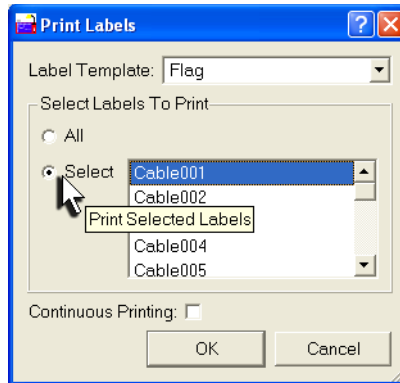 Print Labels
Label Template: Flag
Select Labels To Print
All
Select
Cable001
Cable002
Print Selected Labels
Cable004
Cable005
Continuous Printing:
OK Cancel